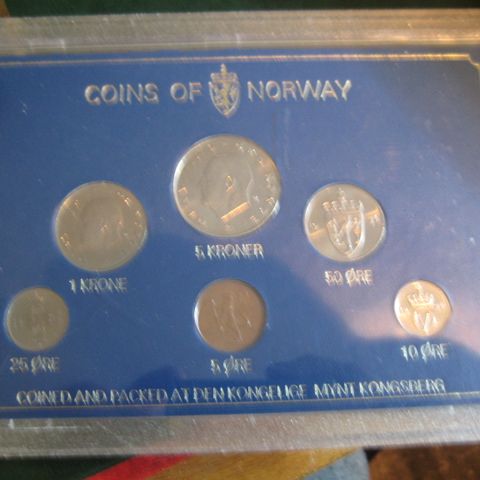 COINS OF NORWAY
5 KRONER
1 KRONE
50 ØRE
25 ØRE
5 ØRE
10 ØRE
COINED AND PACKED AT DEN KONGELIGE MYNT KONGSBERG